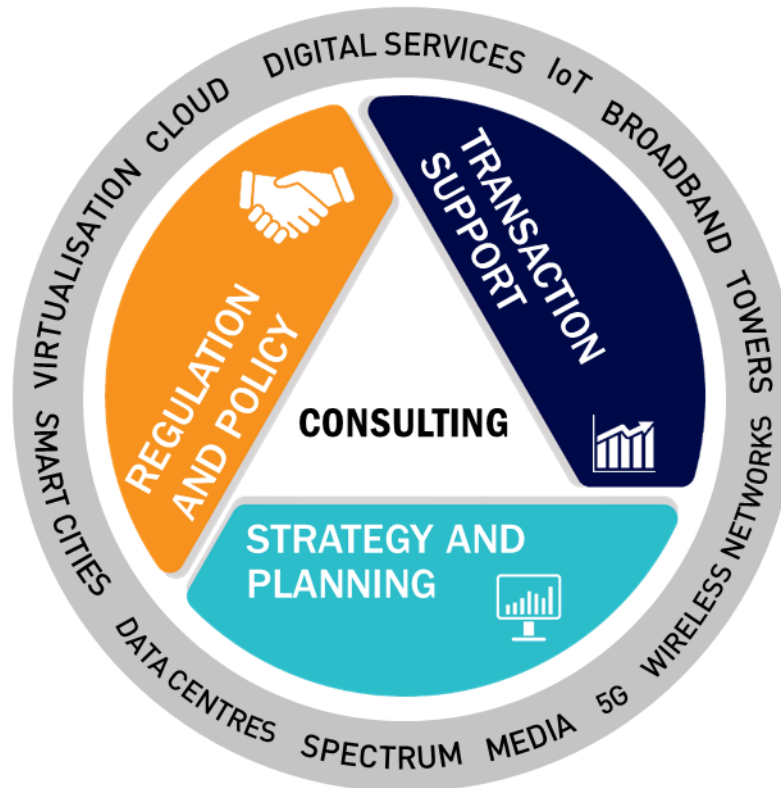 DIGITAL SERVICES
IoT
BROADBAND
TOWERS
WIRELESS NETWORKS
5G
MEDIA
SPECTRUM
DATA CENTRES
SMART CITIES
VIRTUALISATION
CLOUD
TRANSACTION
SUPPORT
REGULATION
AND POLICY
CONSULTING
STRATEGY AND
PLANNING